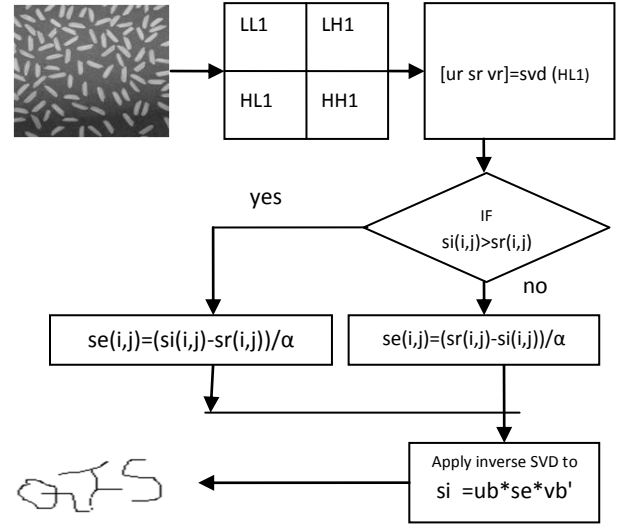 LL1 LH1
HL1 HH1
[ur sr vr]=svd (HL1)
IF
si(i,j)>sr(i,j)
yes
no
se(i,j)=(si(i,j)-sr(i,j))/α
se(i,j)=(sr(i,j)-si(i,j))/α
Apply inverse SVD to
si =ub*se*vb'